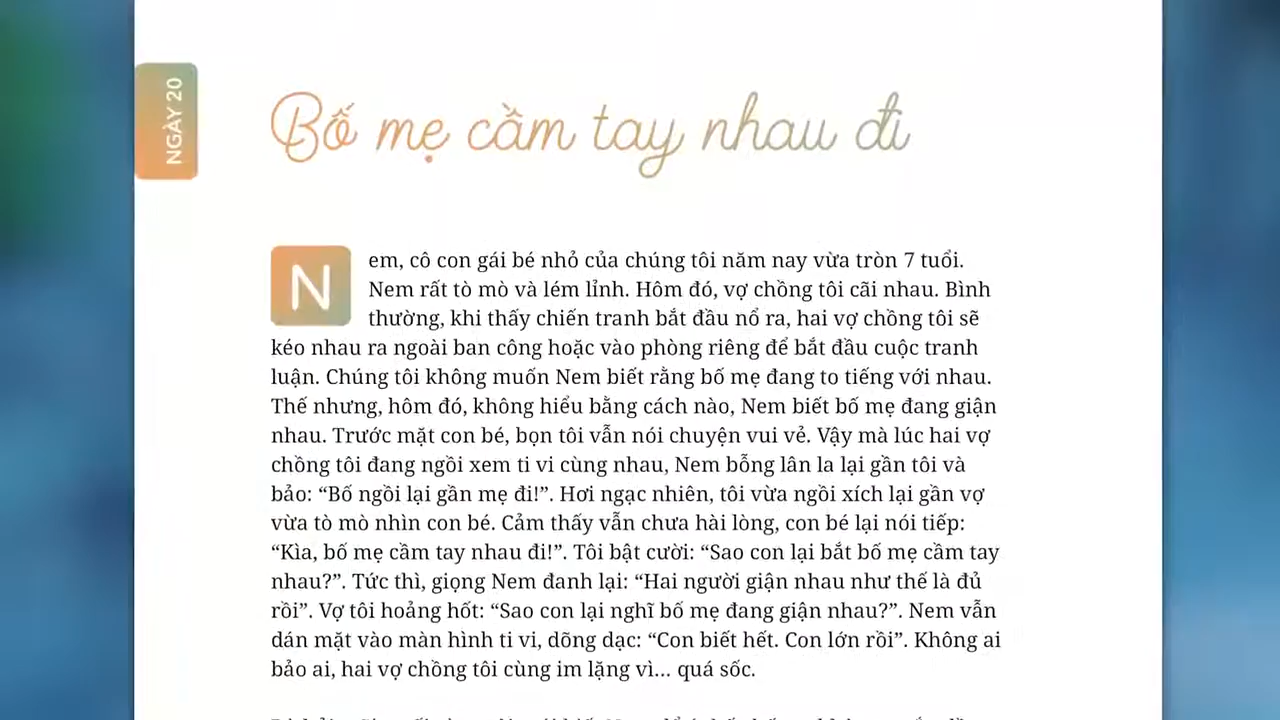 NGÀY 20
Bố mẹ cầm tay nhau đi
Nem, cô con gái bé nhỏ của chúng tôi năm nay vừa tròn 7 tuổi.
Nem rất tò mò và lém lỉnh. Hôm đó, vợ chồng tôi cãi nhau. Bình
thường, khi thấy chiến tranh bắt đầu nổ ra, hai vợ chồng tôi sẽ
kéo nhau ra ngoài ban công hoặc vào phòng riêng để bắt đầu cuộc tranh
luận. Chúng tôi không muốn Nem biết rằng bố mẹ đang to tiếng với nhau.
Thế nhưng, hôm đó, không hiểu bằng cách nào, Nem biết bố mẹ đang giận
nhau. Trước mặt con bé, bọn tôi vẫn nói chuyện vui vẻ. Vậy mà lúc hai vợ
chồng tôi đang ngồi xem ti vi cùng nhau, Nem bỗng lân la lại gần tôi và
bảo: “Bố ngồi lại gần mẹ đi!”. Hơi ngạc nhiên, tôi vừa ngồi xích lại gần vợ
vừa tò mò nhìn con bé. Cảm thấy vẫn chưa hài lòng, con bé lại nói tiếp:
“Kìa, bố mẹ cầm tay nhau đi!”. Tôi bật cười: “Sao con lại bắt bố mẹ cầm tay
nhau?”. Tức thì, giọng Nem đanh lại: “Hai người giận nhau như thế là đủ
rồi”. Vợ tôi hoảng hốt: “Sao con lại nghĩ bố mẹ đang giận nhau?”. Nem vẫn
dán mặt vào màn hình ti vi, dõng dạc: “Con biết hết. Con lớn rồi”. Không ai
bảo ai, hai vợ chồng tôi cùng im lặng vì... quá sốc.